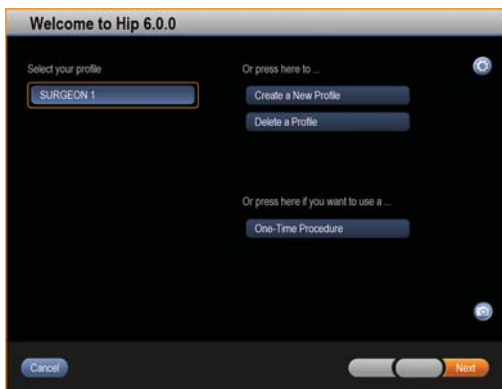 Welcome to Hip 6.0.0
Select your profile
SURGEON 1
Or press here to ...
Create a New Profile
Delete a Profile
Or press here if you want to use a ...
One-Time Procedure
Cancel
Next